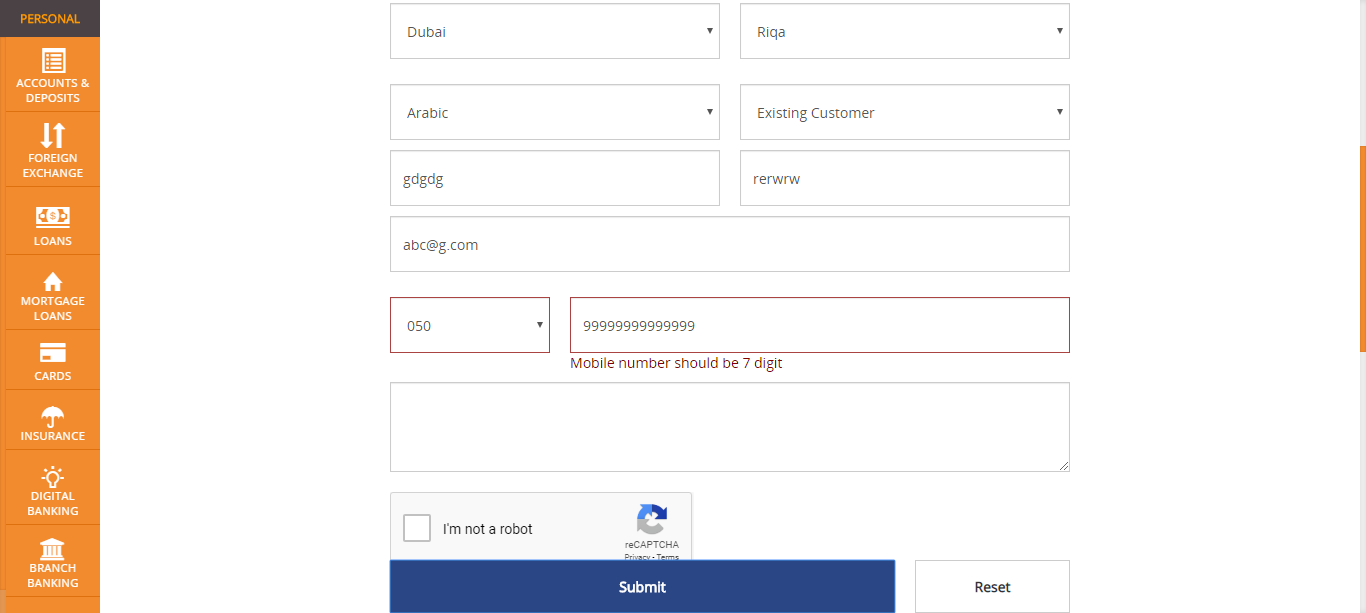 PERSONAL
ACCOUNTS &
DEPOSITS
FOREIGN
EXCHANGE
LOANS
MORTGAGE
LOANS
CARDS
INSURANCE
DIGITAL
BANKING
BRANCH
BANKING
Dubai
Riqa
Arabic
Existing Customer
gdgdg
rerwrw
abc@g.com
050
99999999999999
Mobile number should be 7 digit
I'm not a robot
reCAPTCHA
Privacy - Terms
Submit
Reset